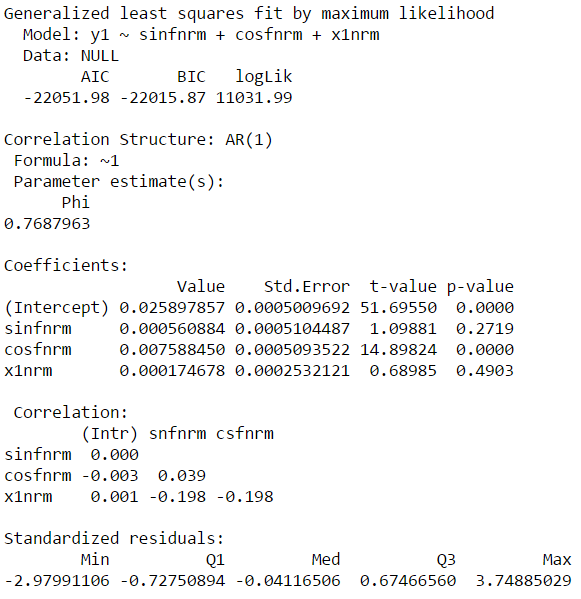 Generalized least squares fit by maximum likelihood
  Model: y1 ~ sinfnrm + cosfnrm + x1nrm
  Data: NULL
        AIC       BIC   logLik
  -22051.98 -22015.87 11031.99

Correlation Structure: AR(1)
 Formula: ~1
 Parameter estimate(s):
      Phi
0.7687963

Coefficients:
                  Value    Std.Error  t-value p-value
(Intercept) 0.025897857 0.0005009692 51.69550  0.0000
sinfnrm     0.000560884 0.0005104487  1.09881  0.2719
cosfnrm     0.007588450 0.0005093522 14.89824  0.0000
x1nrm       0.000174678 0.0002532121  0.68985  0.4903

 Correlation:
        (Intr) snfnrm csfnrm
sinfnrm  0.000
cosfnrm -0.003  0.039
x1nrm    0.001 -0.198 -0.198

Standardized residuals:
        Min          Q1         Med          Q3         Max
-2.97991106 -0.72750894 -0.04116506  0.67466560  3.74885029